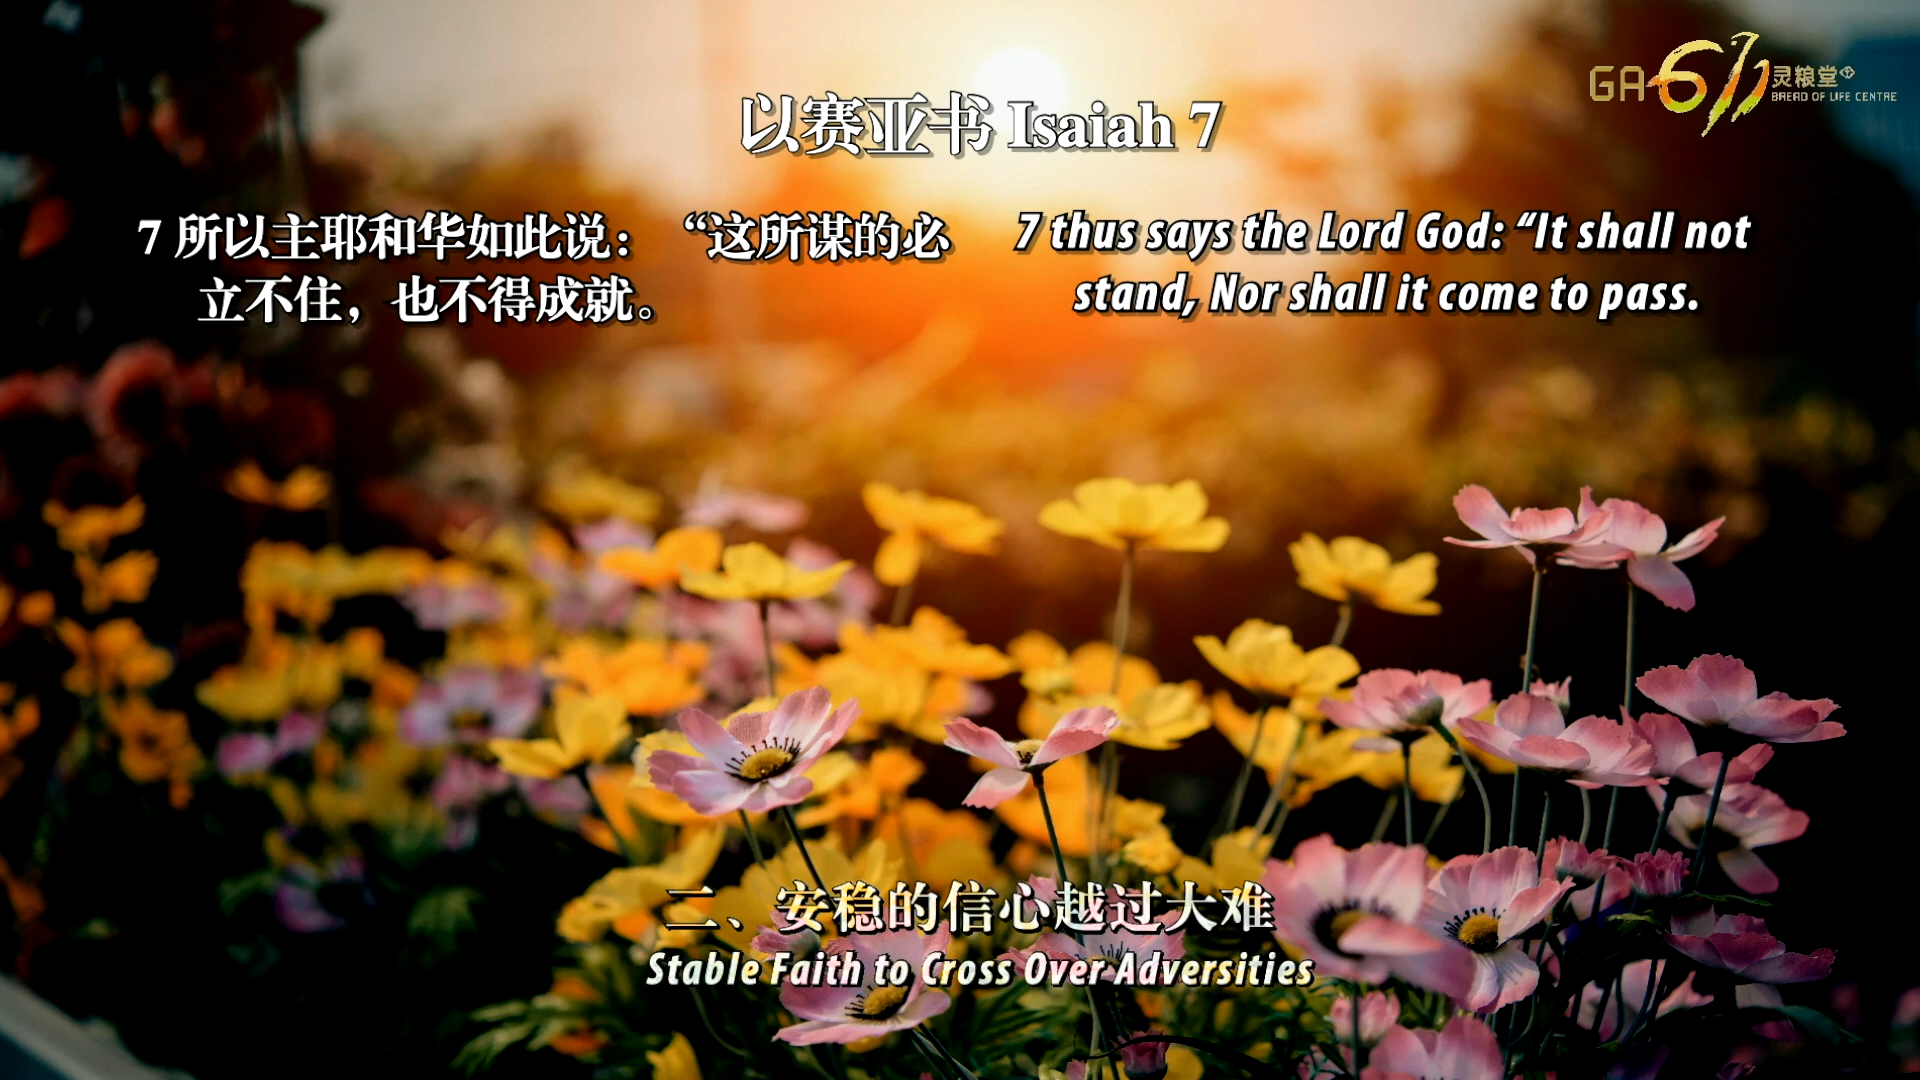 GA 611 灵粮堂
BREAD OF LIFE CENTRE
以赛亚书 Isaiah 7
7 所以主耶和华如此说：“这所谋的必
立不住，也不得成就。
7 thus says the Lord God: “It shall not
stand, Nor shall it come to pass.
二、安稳的信心越过大难
Stable Faith to Cross Over Adversities